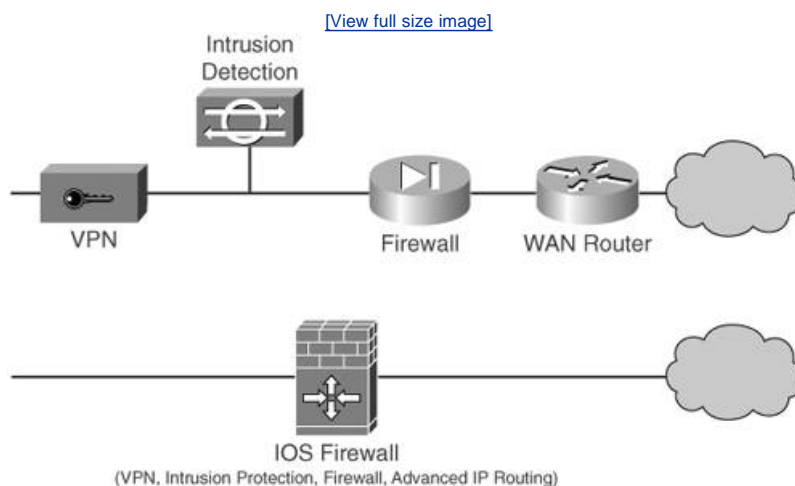 [View full size image]
Intrusion
Detection
VPN
Firewall
WAN Router
IOS Firewall
(VPN, Intrusion Protection, Firewall, Advanced IP Routing)